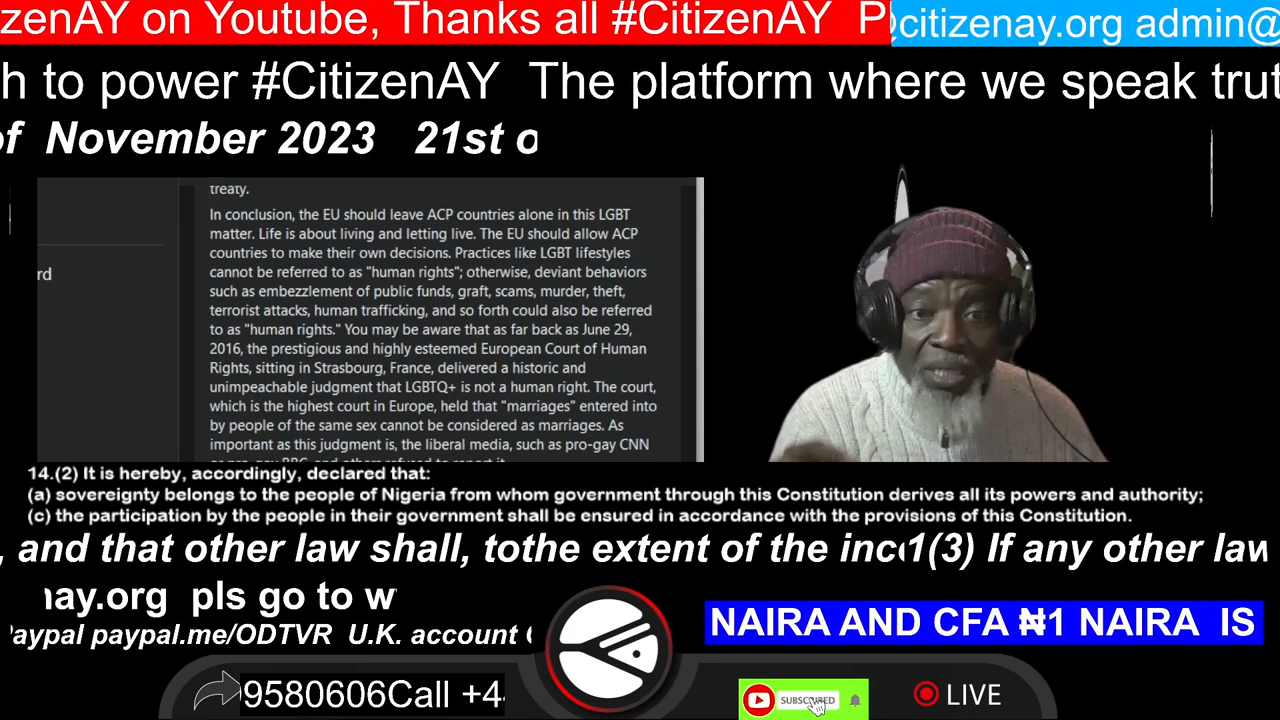 zenAY on Youtube, Thanks all #CitizenAY P
citizenay.org admin@
h to power #CitizenAY The platform where we speak trut
of November 2023 21st o
treaty.
In conclusion, the EU should leave ACP countries alone in this LGBT
matter. Life is about living and letting live. The EU should allow ACP
countries to make their own decisions. Practices like LGBT lifestyles
cannot be referred to as "human rights"; otherwise, deviant behaviors
such as embezzlement of public funds, graft, scams, murder, theft,
terrorist attacks, human trafficking, and so forth could also be referred
to as "human rights." You may be aware that as far back as June 29,
2016, the prestigious and highly esteemed European Court of Human
Rights, sitting in Strasbourg, France, delivered a historic and
unimpeachable judgment that LGBTQ+ is not a human right. The court,
which is the highest court in Europe, held that "marriages" entered into
by people of the same sex cannot be considered as marriages. As
important as this judgment is, the liberal media, such as pro-gay CNN
rd
14.(2) It is hereby, accordingly, declared that:
(a) sovereignty belongs to the people of Nigeria from whom government through this Constitution derives all its powers and authority;
(c) the participation by the people in their government shall be ensured in accordance with the provisions of this Constitution.
, and that other law shall, tothe extent of the inc
1(3) If any other law
nay.org pls go to w
Paypal paypal.me/ODTVR U.K. account
NAIRA AND CFA ₦1 NAIRA IS
9580606Call +4
SUBSCRIBED
LIVE